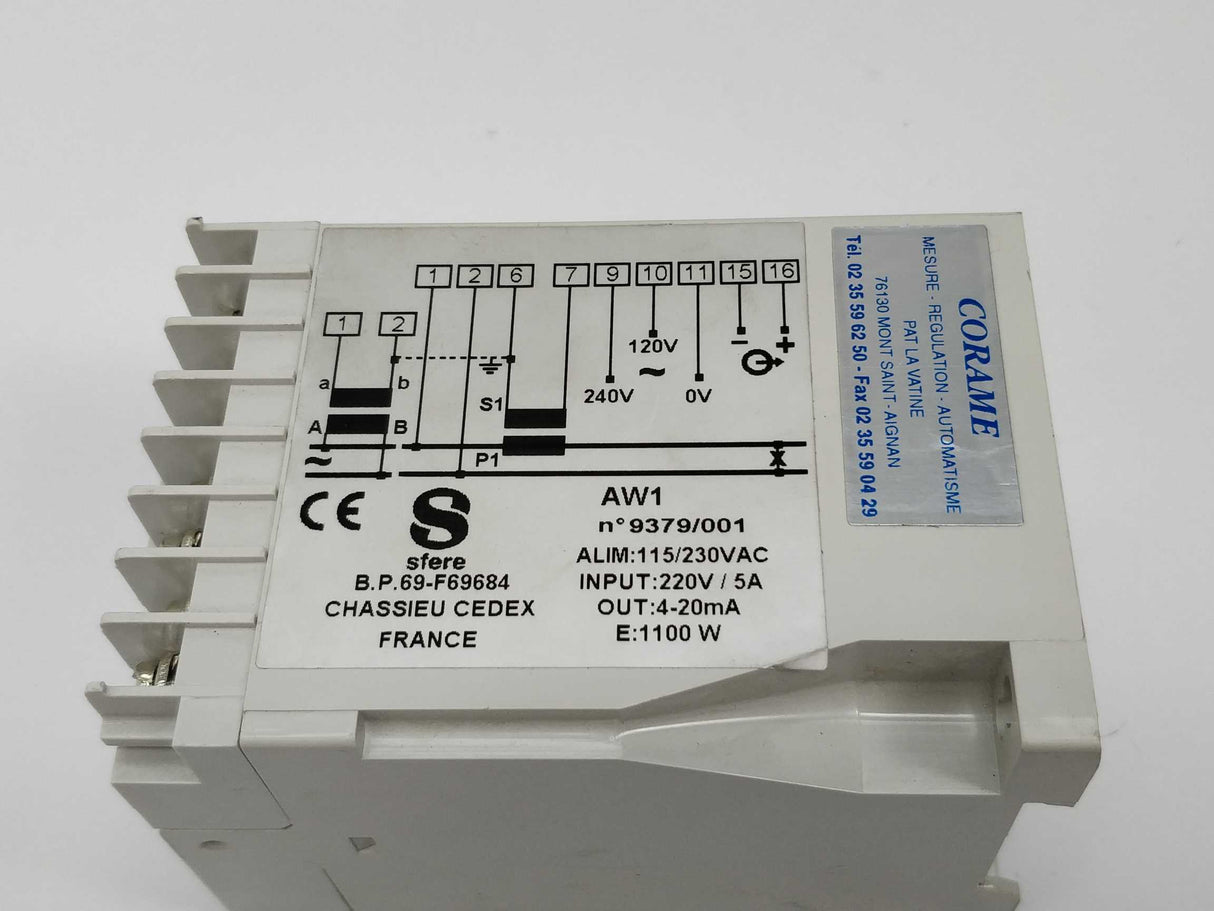 1 2 6 7 9 10 11 15 16
1 2
120V
- +
~
a b
240V 0V
S1
A B
~
P1
CE
S
sfere
B.P.69-F69684
CHASSIEU CEDEX
FRANCE
AW1
n°9379/001
ALIM:115/230VAC
INPUT:220V / 5A
OUT:4-20mA
E:1100 W
CORAME
MESURE - REGULATION - AUTOMATISME
PAT LA VATINE
76130 MONT SAINT-AIGNAN
Tél. 02 35 59 62 50 - Fax 02 35 59 04 29